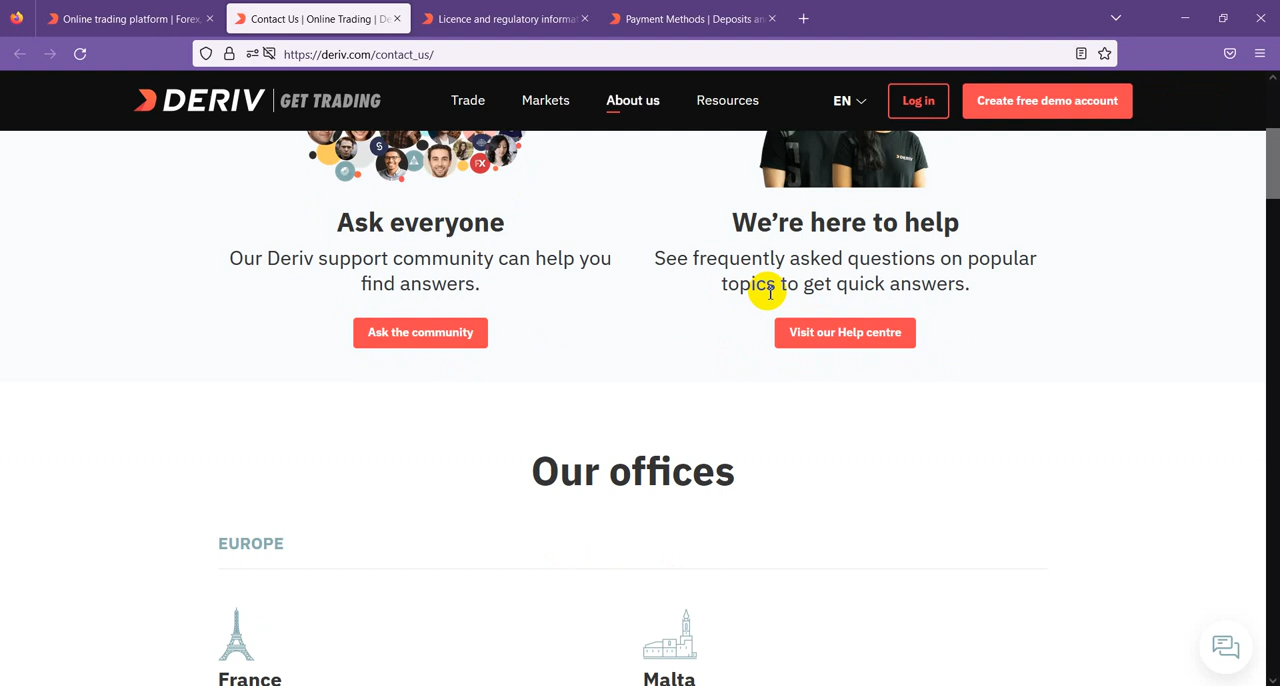 Online trading platform | Forex,
Contact Us | Online Trading | De
Licence and regulatory informa
Payment Methods | Deposits an
https://deriv.com/contact_us/
DERIV | GET TRADING
Trade
Markets
About us
Resources
EN
Log in
Create free demo account
S
FX
DERIV
Ask everyone
Our Deriv support community can help you
find answers.
Ask the community
We're here to help
See frequently asked questions on popular
topics to get quick answers.
Visit our Help centre
Our offices
EUROPE
France
Malta